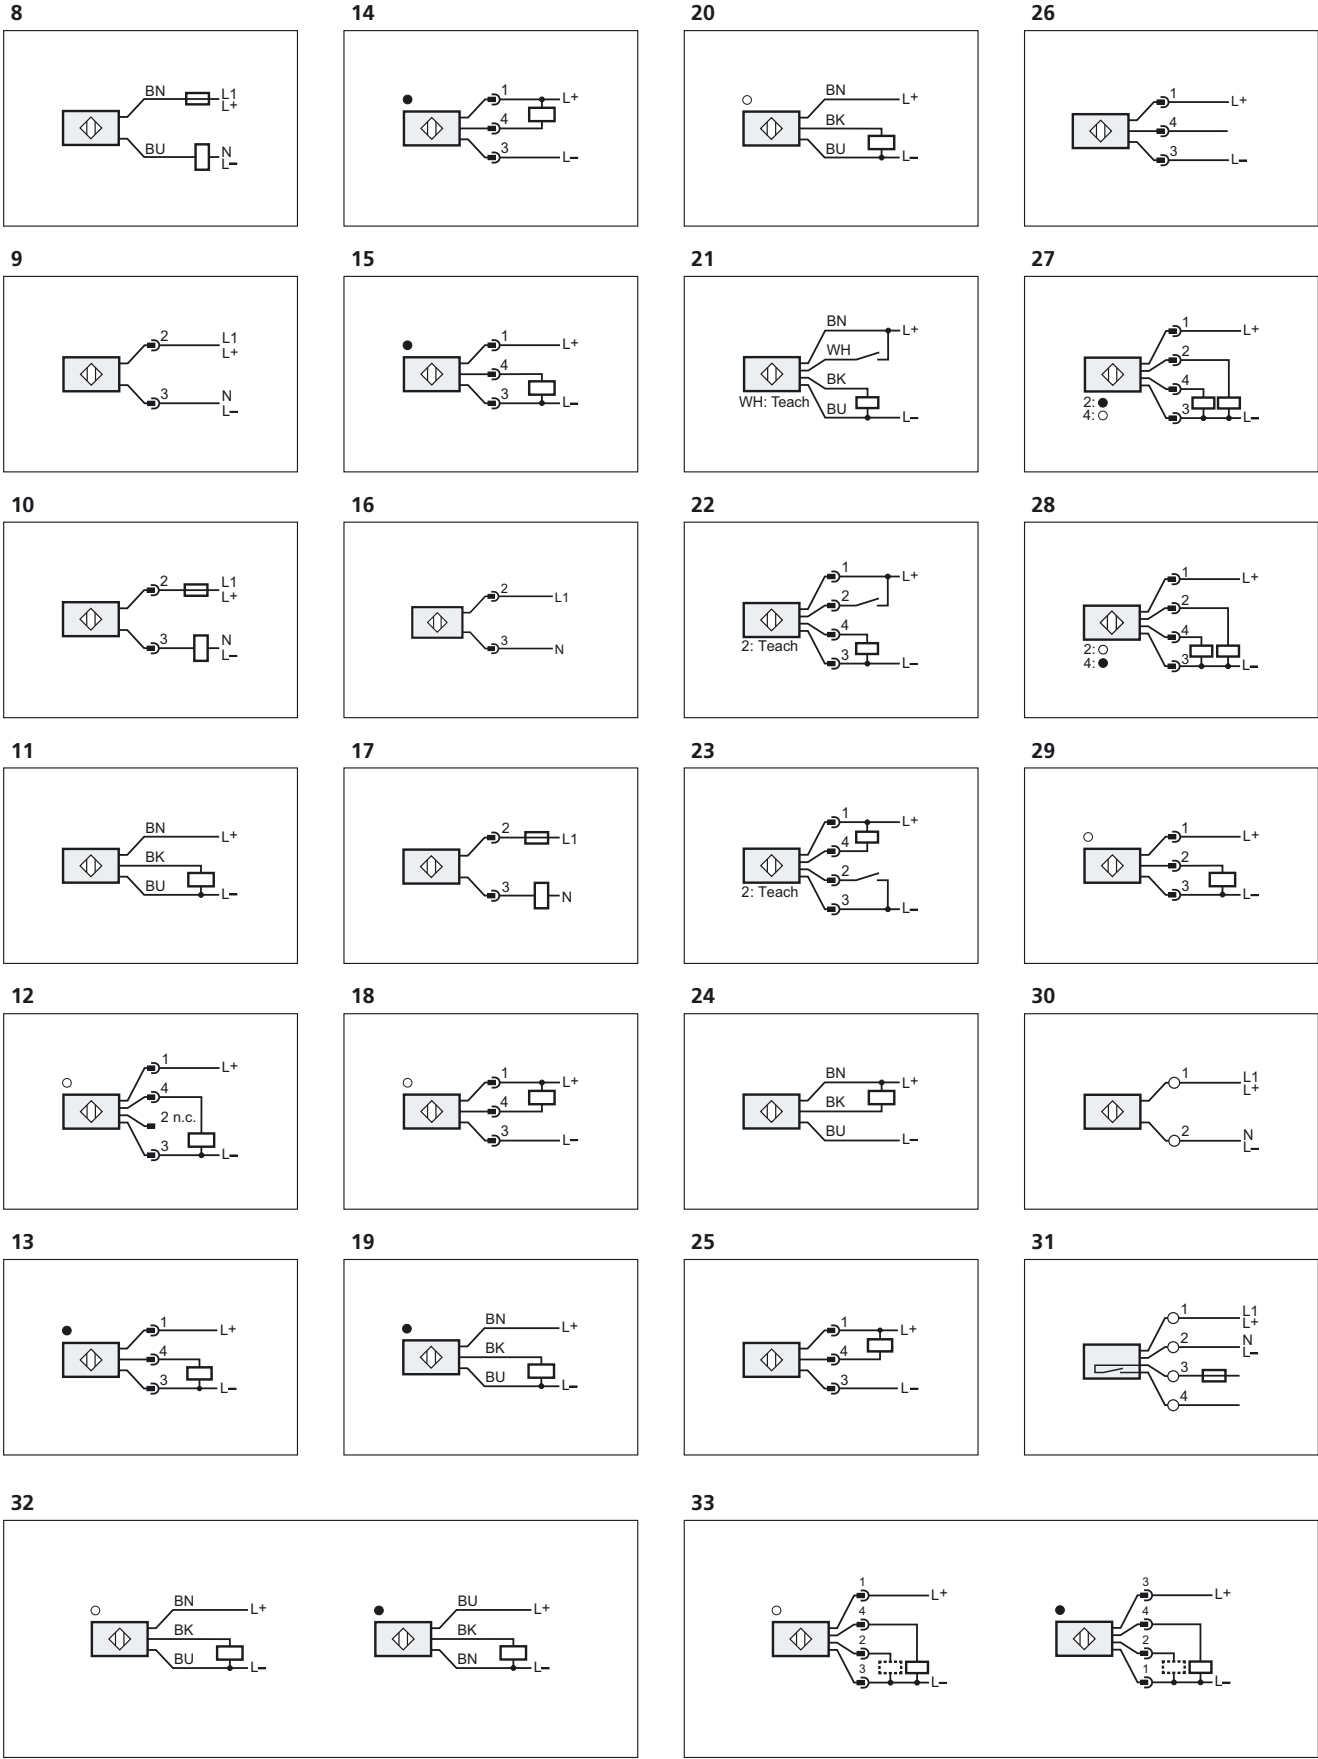 8
BN
L1
L+
BU
N
L–
14
1
L+
4
3
L–
20
BN
L+
BK
BU
L–
26
1
L+
4
3
L–
9
2
L1
L+
3
N
L–
15
1
L+
4
3
L–
21
BN
L+
WH
BK
WH: Teach
BU
L–
27
1
L+
2
4
2:
4:
3
L–
10
2
L1
L+
3
N
L–
16
2
L1
3
N
22
1
L+
2
4
2: Teach
3
L–
28
1
L+
2
4
2:
4:
3
L–
11
BN
L+
BK
BU
L–
17
2
L1
3
N
23
1
L+
4
2
2: Teach
3
L–
29
1
L+
2
3
L–
12
1
L+
4
2 n.c.
3
L–
18
1
L+
4
3
L–
24
BN
L+
BK
BU
L–
30
1
L1
L+
2
N
L–
13
1
L+
4
3
L–
19
BN
L+
BK
BU
L–
25
1
L+
4
3
L–
31
1
L1
L+
2
N
L–
3
4
32
BN
L+
BK
BU
L–
BU
L+
BK
BN
L–
33
1
L+
4
2
3
L–
3
L+
4
2
1
L–